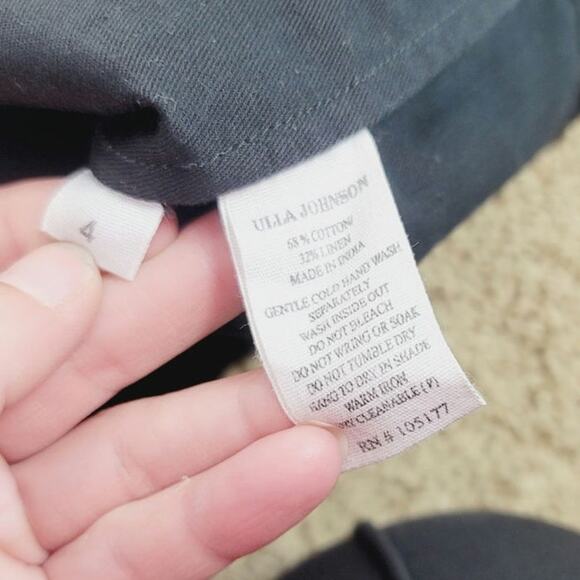 4
ULLA JOHNSON
68% COTTON/
32% LINEN
MADE IN INDIA
GENTLE COLD HAND WASH
SEPARATELY
WASH INSIDE OUT
DO NOT BLEACH
DO NOT WRING OR SOAK
DO NOT TUMBLE DRY
HANG TO DRY IN SHADE
WARM IRON
CLEANABLE (P)
RN # 105177